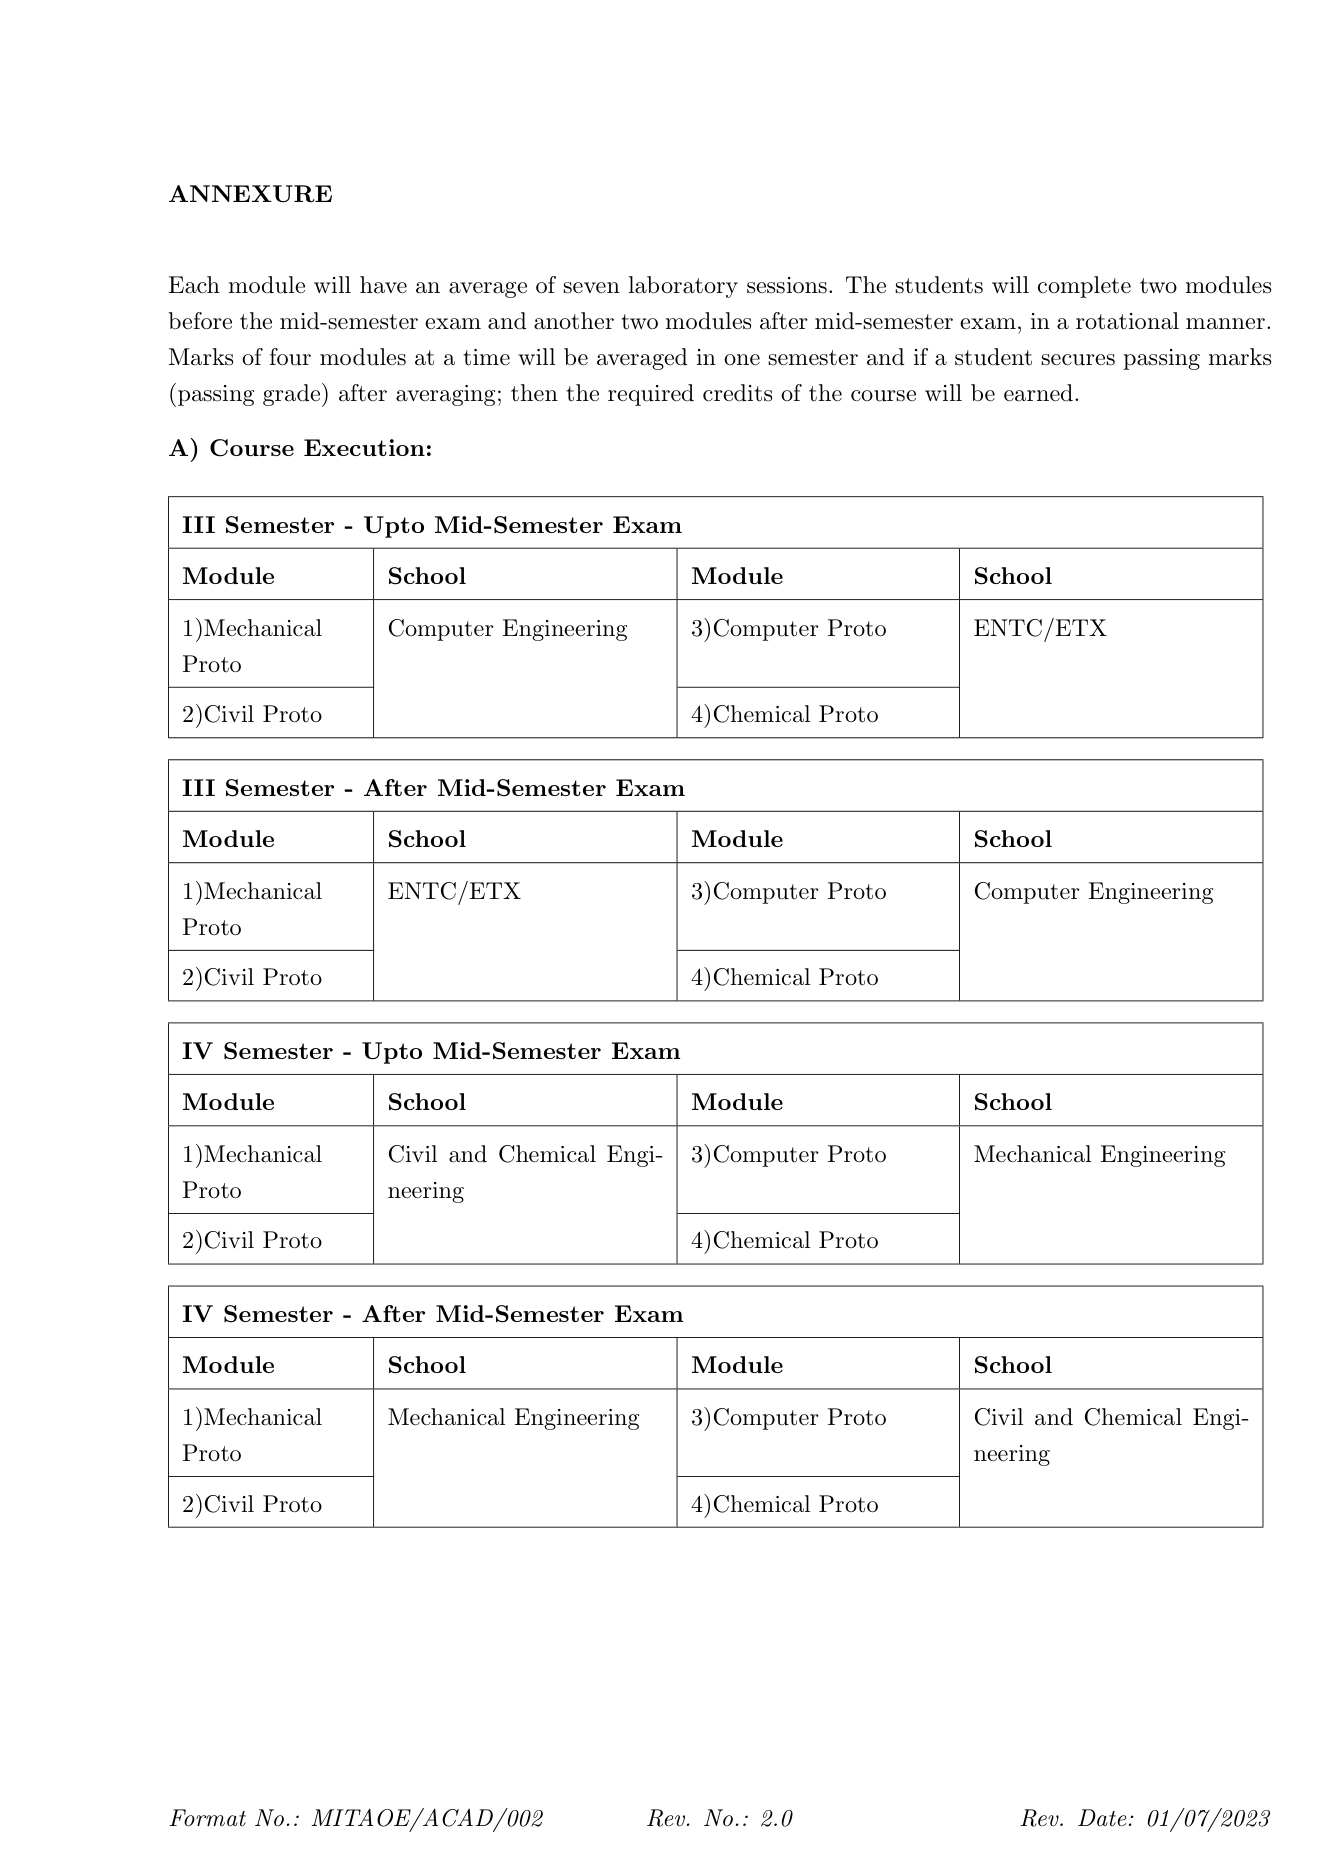 ANNEXURE
Each module will have an average of seven laboratory sessions. The students will complete two modules
before the mid-semester exam and another two modules after mid-semester exam, in a rotational manner.
Marks of four modules at a time will be averaged in one semester and if a student secures passing marks
(passing grade) after averaging; then the required credits of the course will be earned.
A) Course Execution:
III Semester - Upto Mid-Semester Exam
Module School Module School
1)Mechanical Computer Engineering 3)Computer Proto ENTC/ETX
Proto
2)Civil Proto 4)Chemical Proto
III Semester - After Mid-Semester Exam
Module School Module School
1)Mechanical ENTC/ETX 3)Computer Proto Computer Engineering
Proto
2)Civil Proto 4)Chemical Proto
IV Semester - Upto Mid-Semester Exam
Module School Module School
1)Mechanical Civil and Chemical Engi- 3)Computer Proto Mechanical Engineering
Proto neering
2)Civil Proto 4)Chemical Proto
IV Semester - After Mid-Semester Exam
Module School Module School
1)Mechanical Mechanical Engineering 3)Computer Proto Civil and Chemical Engi-
Proto neering
2)Civil Proto 4)Chemical Proto
Format No.: MITAOE/ACAD/002 Rev. No.: 2.0 Rev. Date: 01/07/2023